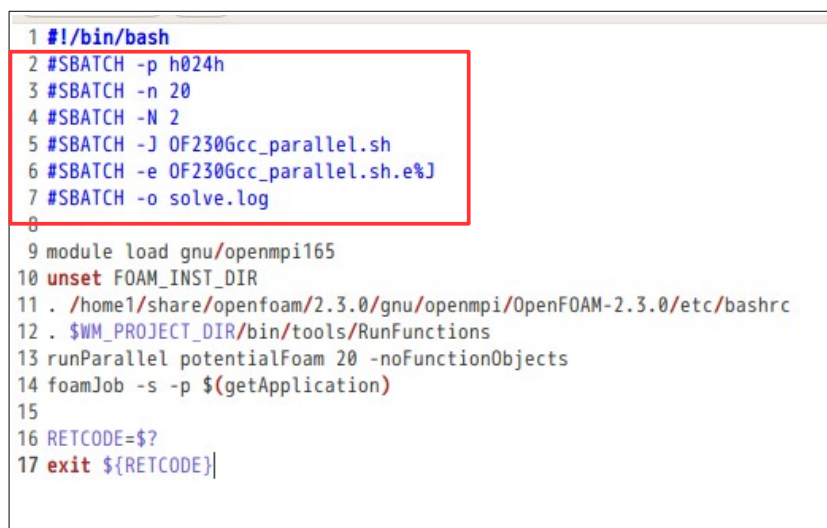 1 #!/bin/bash
2 #SBATCH -p h024h
3 #SBATCH -n 20
4 #SBATCH -N 2
5 #SBATCH -J OF230Gcc_parallel.sh
6 #SBATCH -e OF230Gcc_parallel.sh.e%J
7 #SBATCH -o solve.log
8
9 module load gnu/openmpi165
10 unset FOAM_INST_DIR
11 . /home1/share/openfoam/2.3.0/gnu/openmpi/OpenFOAM-2.3.0/etc/bashrc
12 . $WM_PROJECT_DIR/bin/tools/RunFunctions
13 runParallel potentialFoam 20 -noFunctionObjects
14 foamJob -s -p $(getApplication)
15
16 RETCODE=$?
17 exit ${RETCODE}